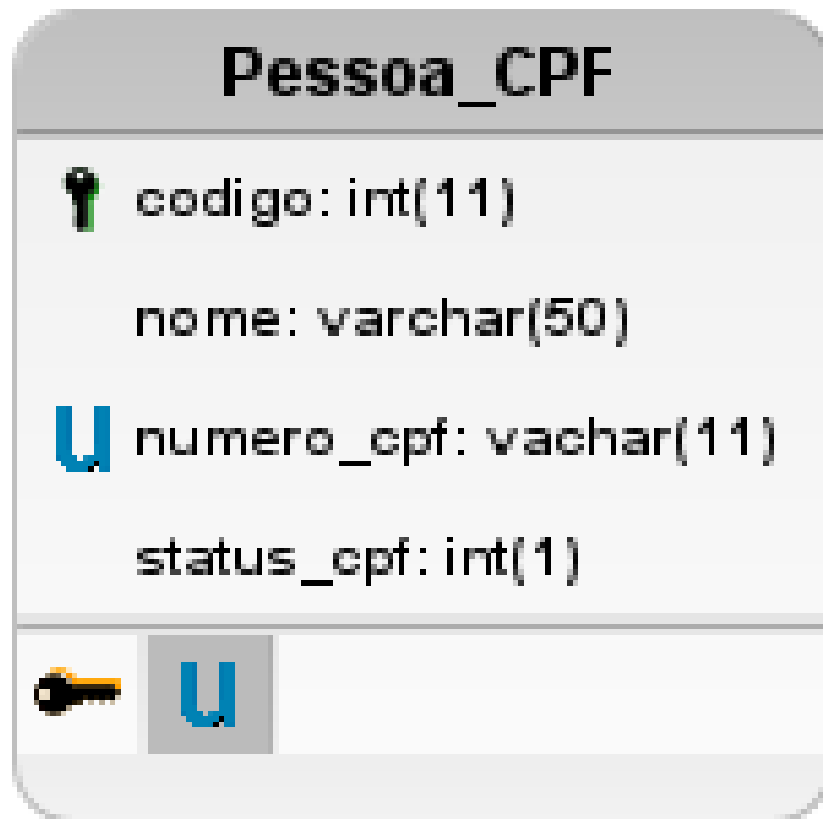 Pessoa_CPF
codigo: int(11)
nome: varchar(50)
U numero_cpf: vachar(11)
status_cpf: int(1)
U